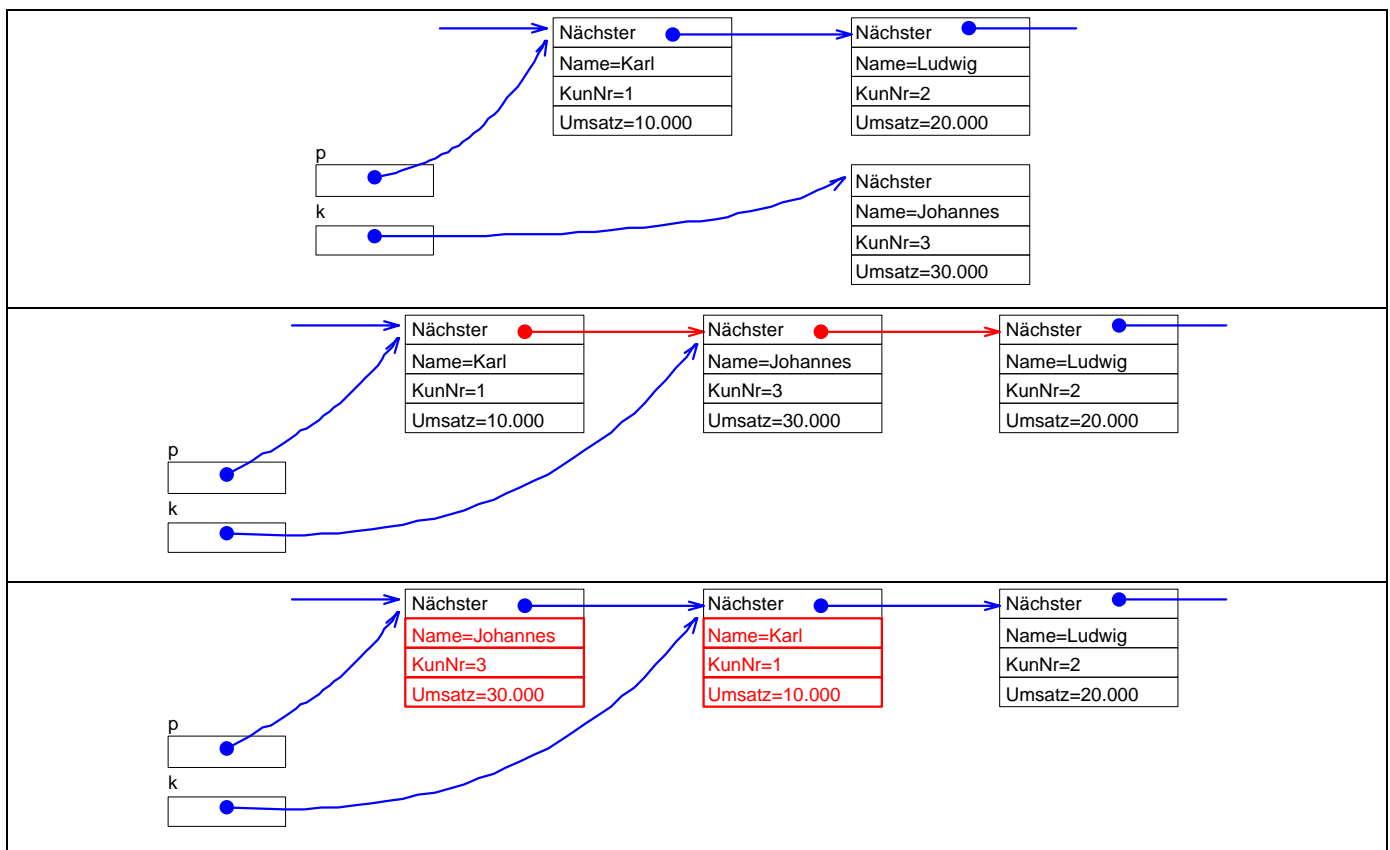 Nächster
Name=Karl
KunNr=1
Umsatz=10.000
Nächster
Name=Ludwig
KunNr=2
Umsatz=20.000
p
k
Nächster
Name=Johannes
KunNr=3
Umsatz=30.000
Nächster
Name=Karl
KunNr=1
Umsatz=10.000
Nächster
Name=Johannes
KunNr=3
Umsatz=30.000
Nächster
Name=Ludwig
KunNr=2
Umsatz=20.000
p
k
Nächster
Name=Johannes
KunNr=3
Umsatz=30.000
Nächster
Name=Karl
KunNr=1
Umsatz=10.000
Nächster
Name=Ludwig
KunNr=2
Umsatz=20.000
p
k